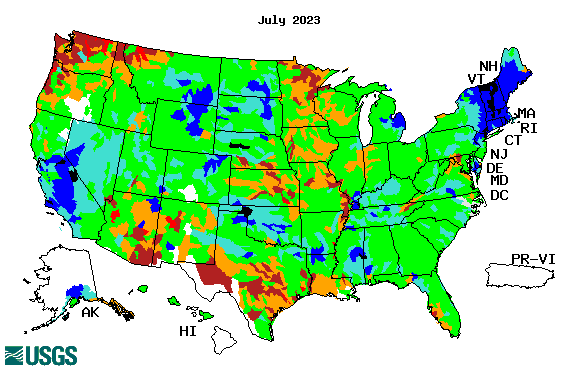 July 2023
NH
VT
MA
RI
CT
NJ
DE
MD
DC
PR-VI
AK
HI
USGS